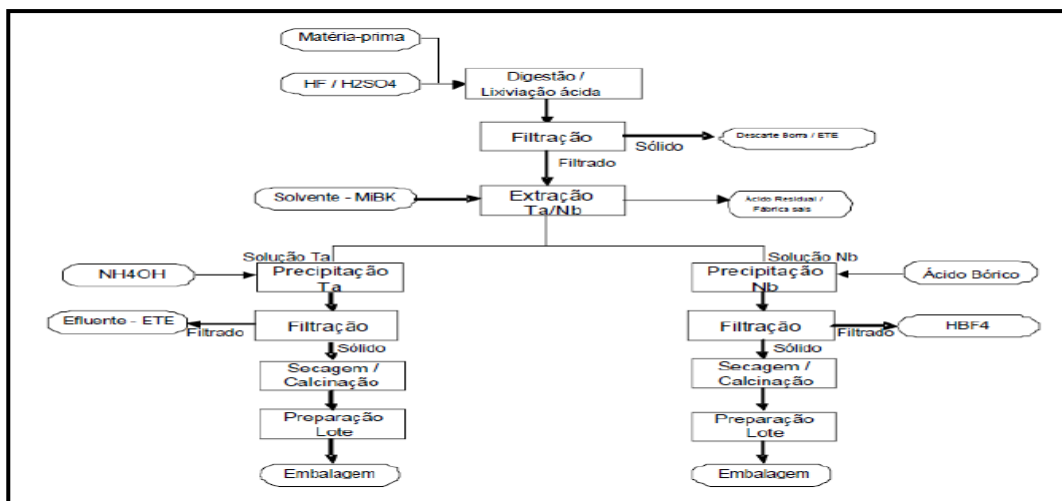 Matéria-prima
HF / H2SO4
Digestão /
Lixiviação ácida
Filtração
Sólido
Descarte Borra / ETE
Filtrado
Solvente - MiBK
Extração
Ta/Nb
Ácido Residual /
Fábrica sais
Solução Ta
Solução Nb
NH4OH
Precipitação
Ta
Precipitação
Nb
Ácido Bórico
Efluente - ETE
Filtrado
Filtração
Filtração
Filtrado
HBF4
Sólido
Sólido
Secagem /
Calcinação
Secagem /
Calcinação
Preparação
Lote
Preparação
Lote
Embalagem
Embalagem